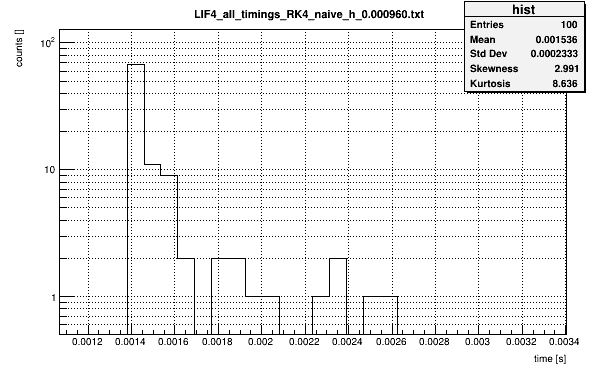 LIF4_all_timings_RK4_naive_h_0.000960.txt
hist
Entries 100
Mean 0.001536
Std Dev 0.0002333
Skewness 2.991
Kurtosis 8.636
counts []
10²
10
1
0.0012 0.0014 0.0016 0.0018 0.002 0.0022 0.0024 0.0026 0.0028 0.003 0.0032 0.0034
time [s]